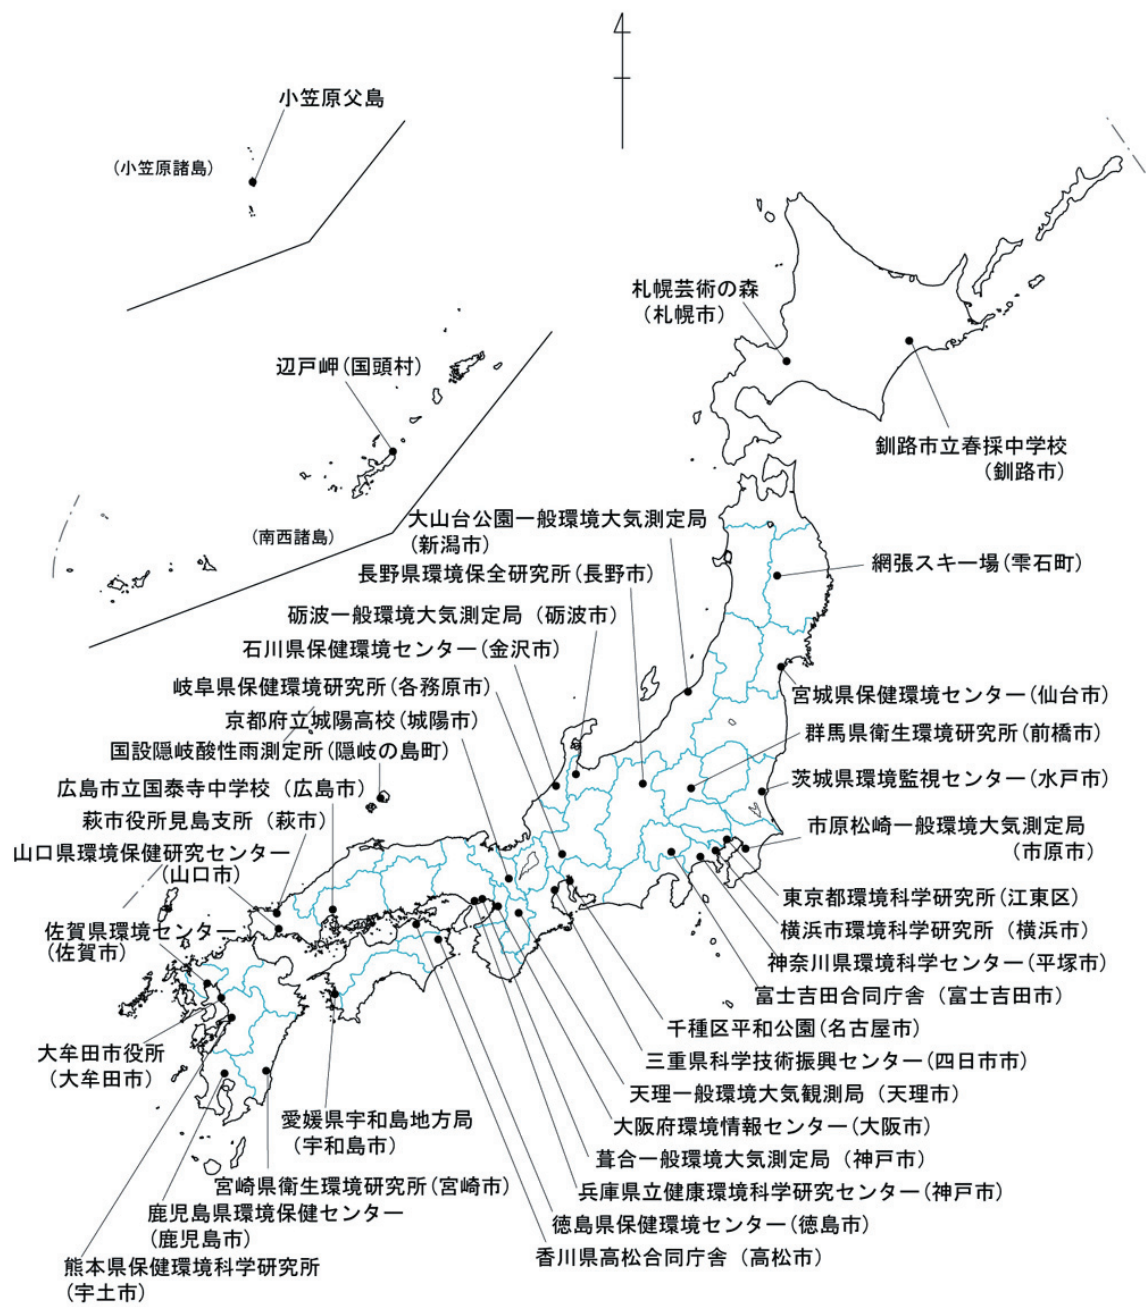 小笠原父島
（小笠原諸島）
札幌芸術の森
（札幌市）
辺戸岬（国頭村）
釧路市立春採中学校
（釧路市）
大山台公園一般環境大気測定局
（新潟市）
（南西諸島）
網張スキー場（雫石町）
長野県環境保全研究所（長野市）
砺波一般環境大気測定局（砺波市）
石川県保健環境センター（金沢市）
岐阜県保健環境研究所（各務原市）
宮城県保健環境センター（仙台市）
京都府立城陽高校（城陽市）
群馬県衛生環境研究所（前橋市）
国設隠岐酸性雨測定所（隠岐の島町）
茨城県環境監視センター（水戸市）
広島市立国泰寺中学校（広島市）
萩市役所見島支所（萩市）
市原松崎一般環境大気測定局
（市原市）
山口県環境保健研究センター
（山口市）
東京都環境科学研究所（江東区）
佐賀県環境センター
（佐賀市）
横浜市環境科学研究所（横浜市）
神奈川県環境科学センター（平塚市）
富士吉田合同庁舎（富士吉田市）
千種区平和公園（名古屋市）
大牟田市役所
（大牟田市）
三重県科学技術振興センター（四日市市）
天理一般環境大気観測局（天理市）
愛媛県宇和島地方局
（宇和島市）
大阪府環境情報センター（大阪市）
葺合一般環境大気測定局（神戸市）
宮崎県衛生環境研究所（宮崎市）
兵庫県立健康環境科学研究センター（神戸市）
鹿児島県環境保健センター
（鹿児島市）
徳島県保健環境センター（徳島市）
香川県高松合同庁舎（高松市）
熊本県保健環境科学研究所
（宇土市）